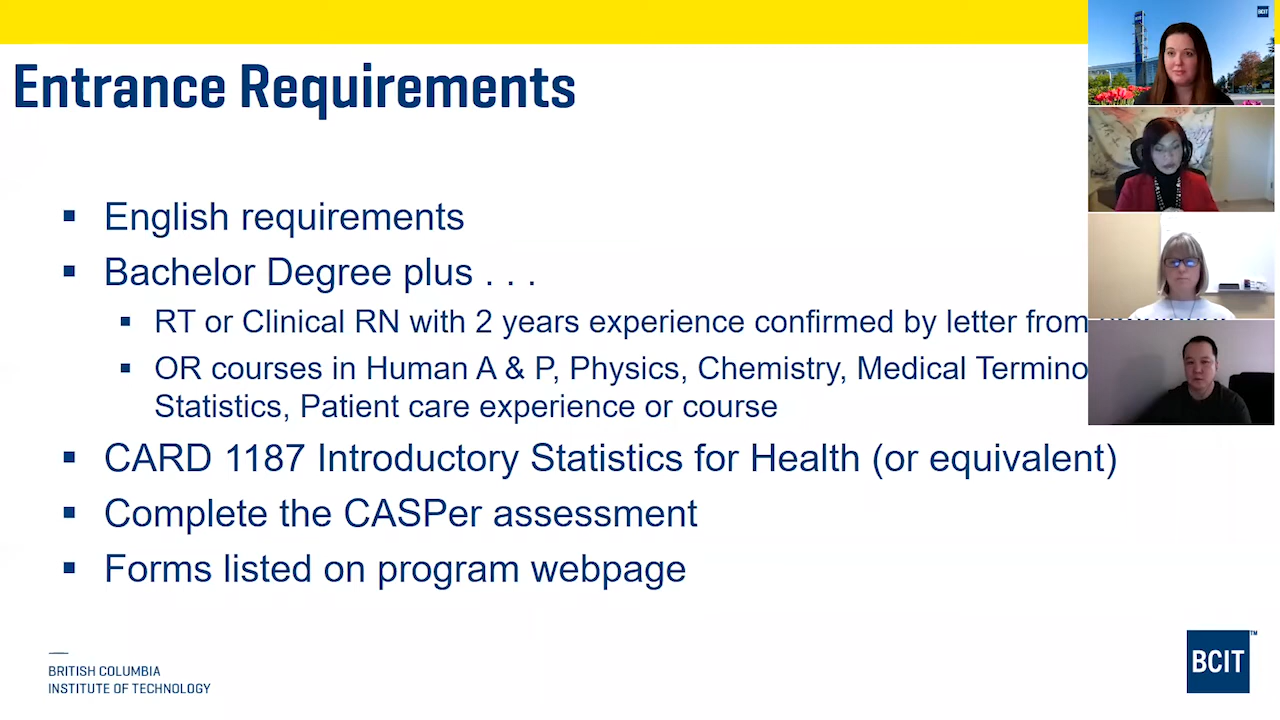 Entrance Requirements
English requirements
Bachelor Degree plus . . .
RT or Clinical RN with 2 years experience confirmed by letter from
OR courses in Human A & P, Physics, Chemistry, Medical
Statistics, Patient care experience or course
CARD 1187 Introductory Statistics for Health (or equivalent)
Complete the CASPer assessment
Forms listed on program webpage
BRITISH COLUMBIA
INSTITUTE OF TECHNOLOGY
BCIT™
BCIT